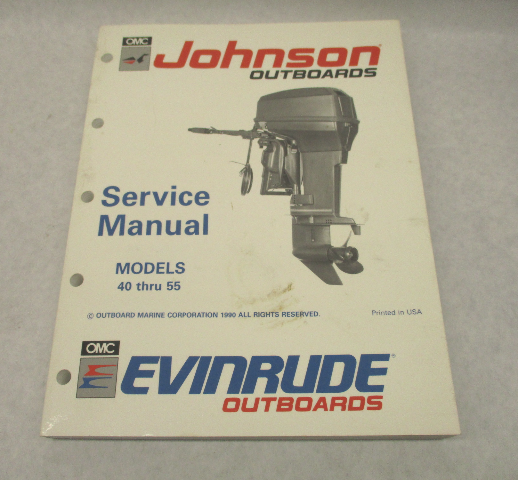 OMC
Johnson
OUTBOARDS
Service
Manual
MODELS
40 thru 55
© OUTBOARD MARINE CORPORATION 1990 ALL RIGHTS RESERVED.
Printed in USA
OMC
EVINRUDE®
OUTBOARDS